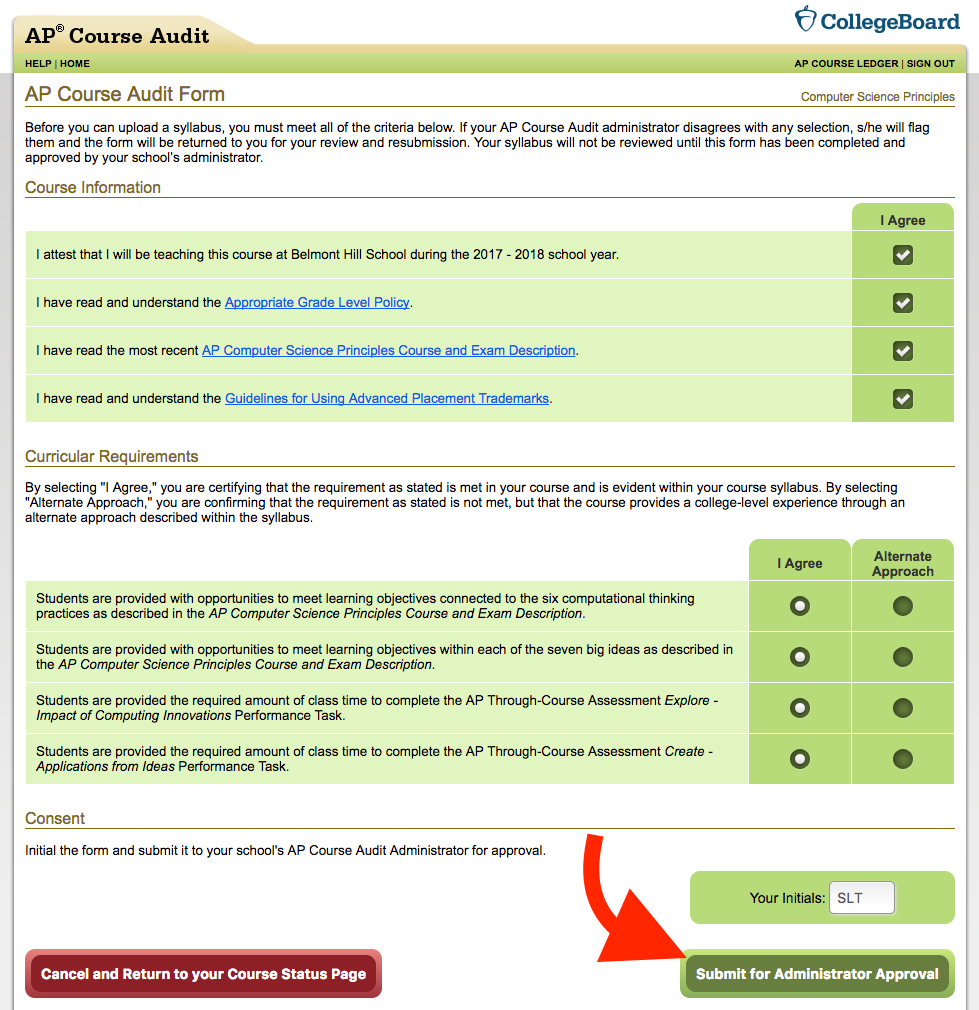 CollegeBoard
AP® Course Audit
HELP | HOME
AP COURSE LEDGER | SIGN OUT
AP Course Audit Form
Computer Science Principles
Before you can upload a syllabus, you must meet all of the criteria below. If your AP Course Audit administrator disagrees with any selection, s/he will flag
them and the form will be returned to you for your review and resubmission. Your syllabus will not be reviewed until this form has been completed and
approved by your school's administrator.
Course Information
I Agree
I attest that I will be teaching this course at Belmont Hill School during the 2017 - 2018 school year.
I have read and understand the Appropriate Grade Level Policy.
I have read the most recent AP Computer Science Principles Course and Exam Description.
I have read and understand the Guidelines for Using Advanced Placement Trademarks.
Curricular Requirements
By selecting "I Agree," you are certifying that the requirement as stated is met in your course and is evident within your course syllabus. By selecting
"Alternate Approach," you are confirming that the requirement as stated is not met, but that the course provides a college-level experience through an
alternate approach described within the syllabus.
I Agree
Alternate
Approach
Students are provided with opportunities to meet learning objectives connected to the six computational thinking
practices as described in the AP Computer Science Principles Course and Exam Description.
Students are provided with opportunities to meet learning objectives within each of the seven big ideas as described in
the AP Computer Science Principles Course and Exam Description.
Students are provided the required amount of class time to complete the AP Through-Course Assessment Explore -
Impact of Computing Innovations Performance Task.
Students are provided the required amount of class time to complete the AP Through-Course Assessment Create -
Applications from Ideas Performance Task.
Consent
Initial the form and submit it to your school's AP Course Audit Administrator for approval.
Your Initials: SLT
Cancel and Return to your Course Status Page
Submit for Administrator Approval